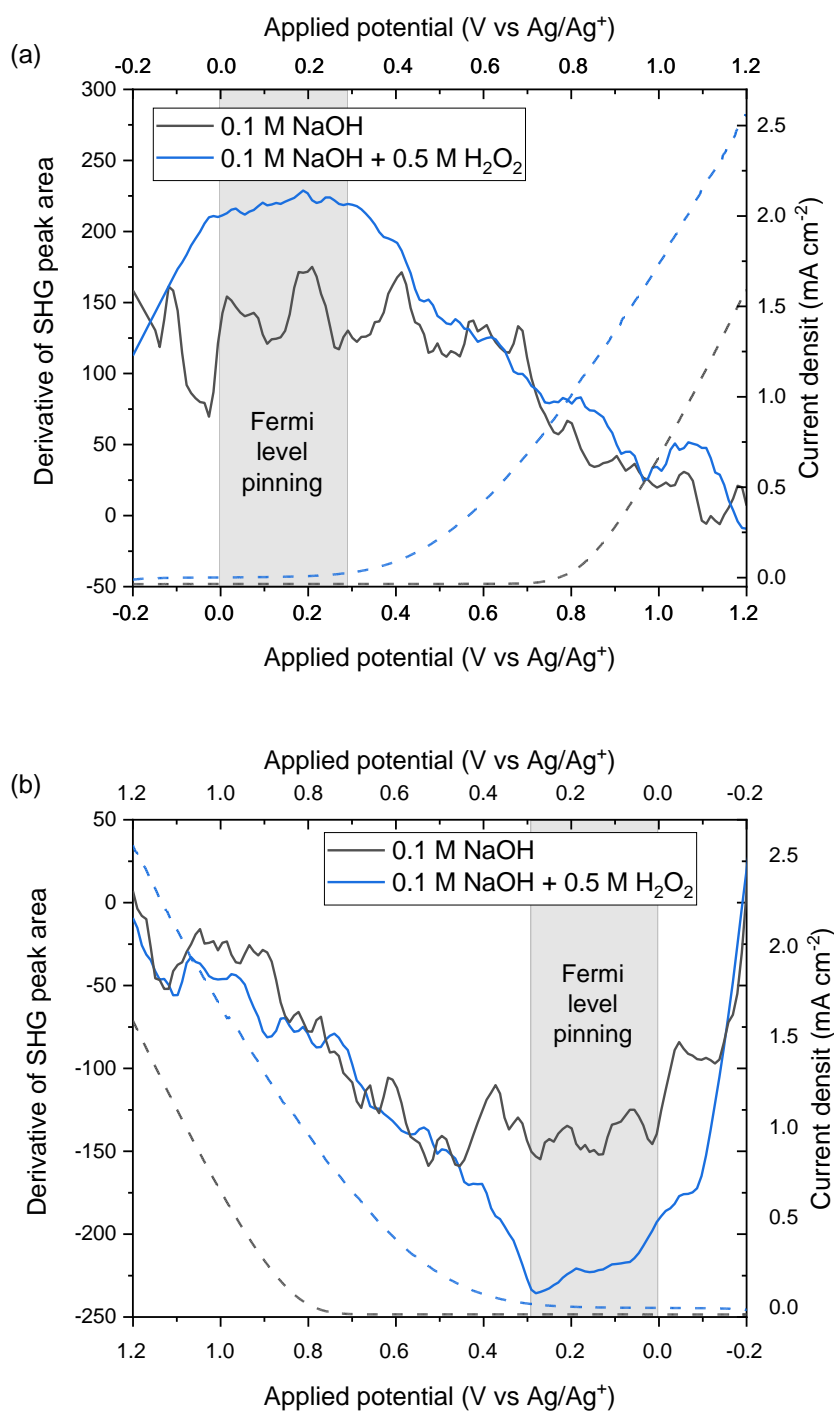 (a)
Applied potential (V vs Ag/Ag⁺)
-0.2 0.0 0.2 0.4 0.6 0.8 1.0 1.2
300
250
200
150
100
50
0
-50
Derivative of SHG peak area
0.1 M NaOH
0.1 M NaOH + 0.5 M H₂O₂
Fermi
level
pinning
2.5
2.0
1.5
1.0
0.5
0.0
Current densit (mA cm⁻²)
-0.2 0.0 0.2 0.4 0.6 0.8 1.0 1.2
Applied potential (V vs Ag/Ag⁺)
(b)
Applied potential (V vs Ag/Ag⁺)
1.2 1.0 0.8 0.6 0.4 0.2 0.0 -0.2
50
0
-50
-100
-150
-200
-250
Derivative of SHG peak area
0.1 M NaOH
0.1 M NaOH + 0.5 M H₂O₂
Fermi
level
pinning
2.5
2.0
1.5
1.0
0.5
0.0
Current densit (mA cm⁻²)
1.2 1.0 0.8 0.6 0.4 0.2 0.0 -0.2
Applied potential (V vs Ag/Ag⁺)